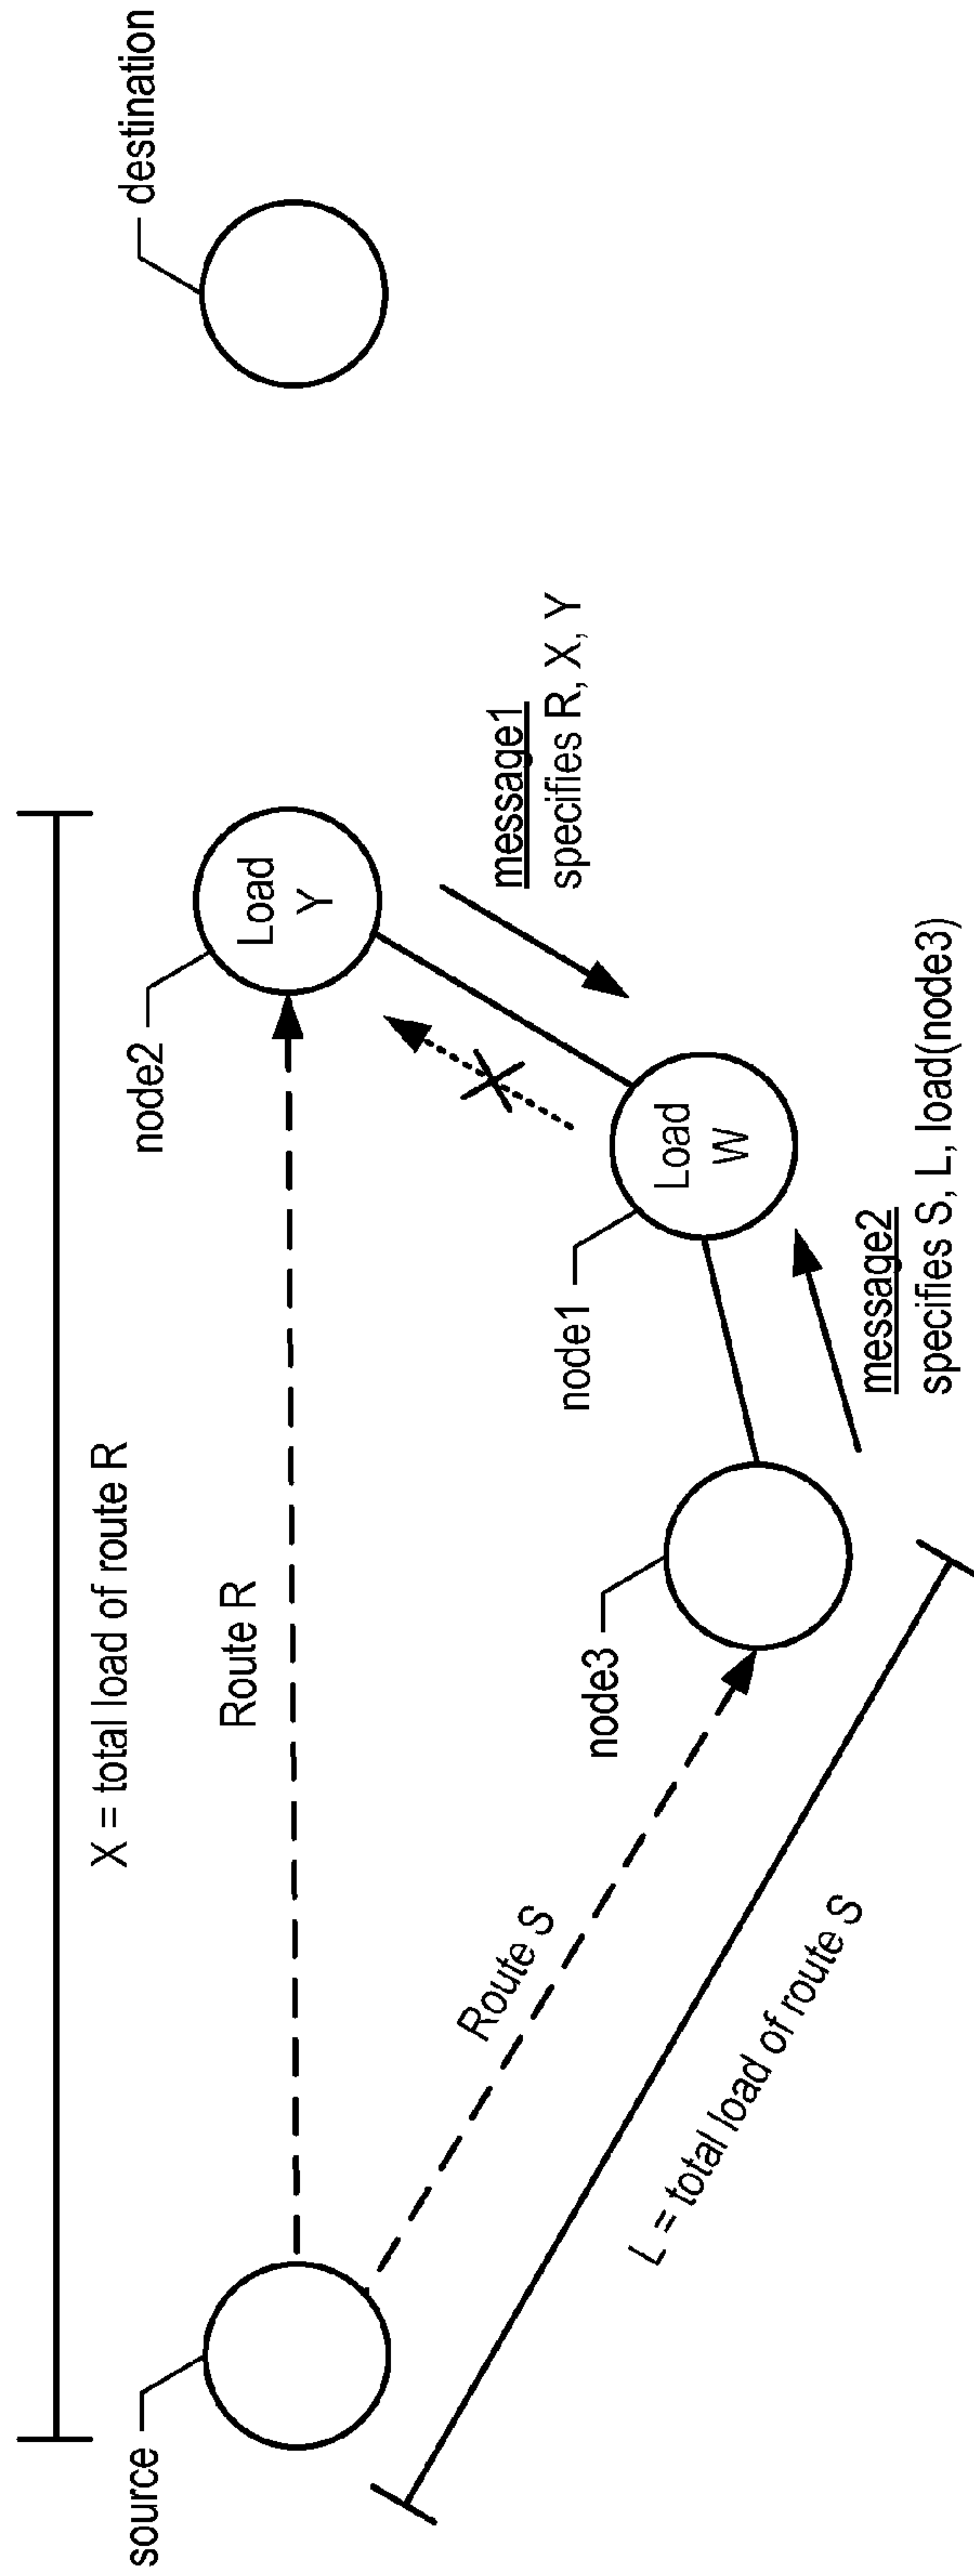 X = total load of route R
source
node2
destination
Route R
Load
Y
message1
specifies R, X, Y
Route S
node3
node1
Load
W
L = total load of route S
message2
specifies S, L, load(node3)